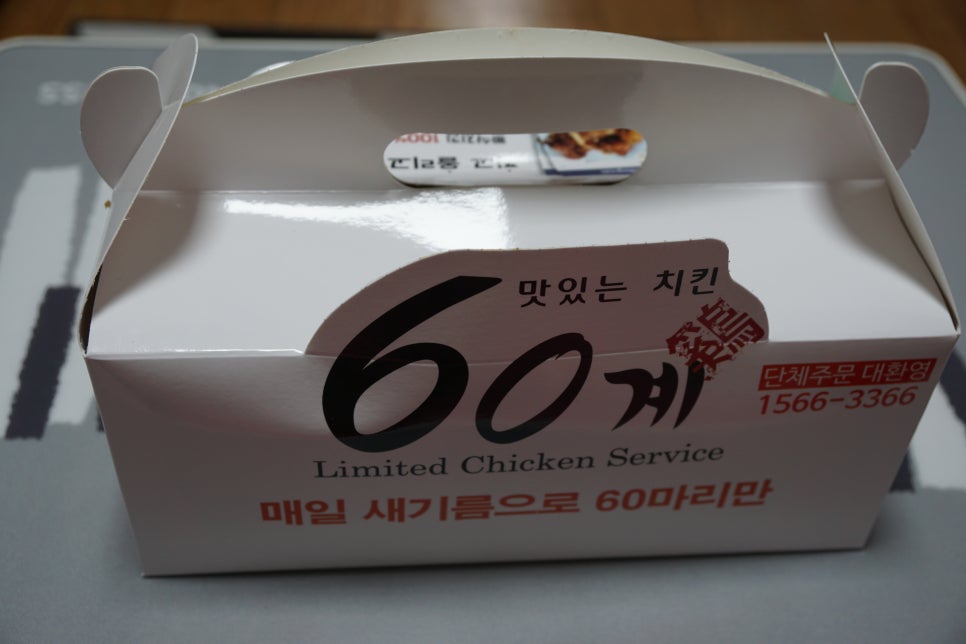 100%
맛있는 치킨
60계
단체주문 대환영
1566-3366
Limited Chicken Service
매일 새기름으로 60마리만